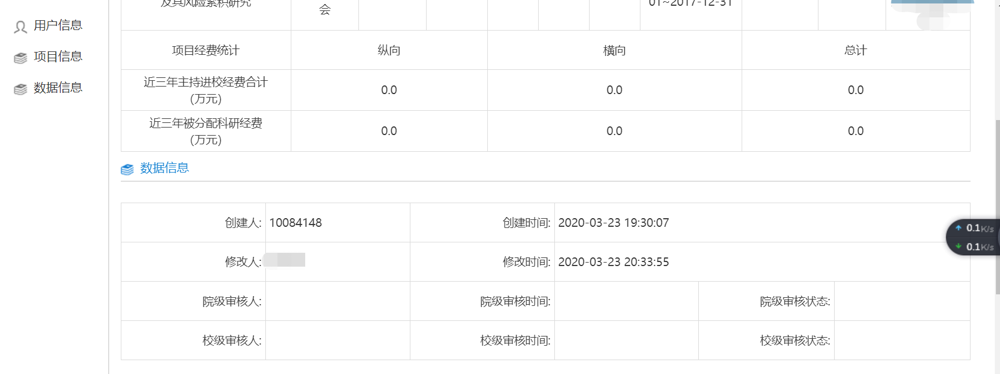 用户信息
项目信息
数据信息
及其风险累积研究
会
01~2017-12-31
项目经费统计 纵向 横向 总计
近三年主持进校经费合计
(万元)
0.0 0.0 0.0
近三年被分配科研经费
(万元)
0.0 0.0 0.0
数据信息
创建人: 10084148 创建时间: 2020-03-23 19:30:07
修改人: 修改时间: 2020-03-23 20:33:55
院级审核人: 院级审核时间: 院级审核状态:
校级审核人: 校级审核时间: 校级审核状态:
0.1K/s
0.1K/s